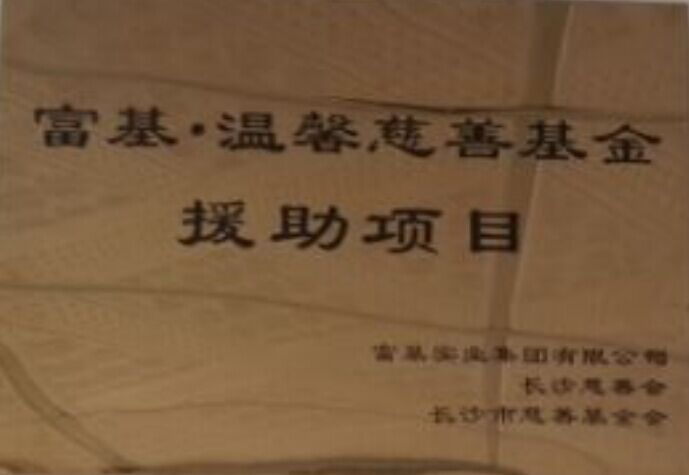 富基·温馨慈善基金
援助项目
富基实业集团有限公司
长沙慈善会
长沙市慈善基金会